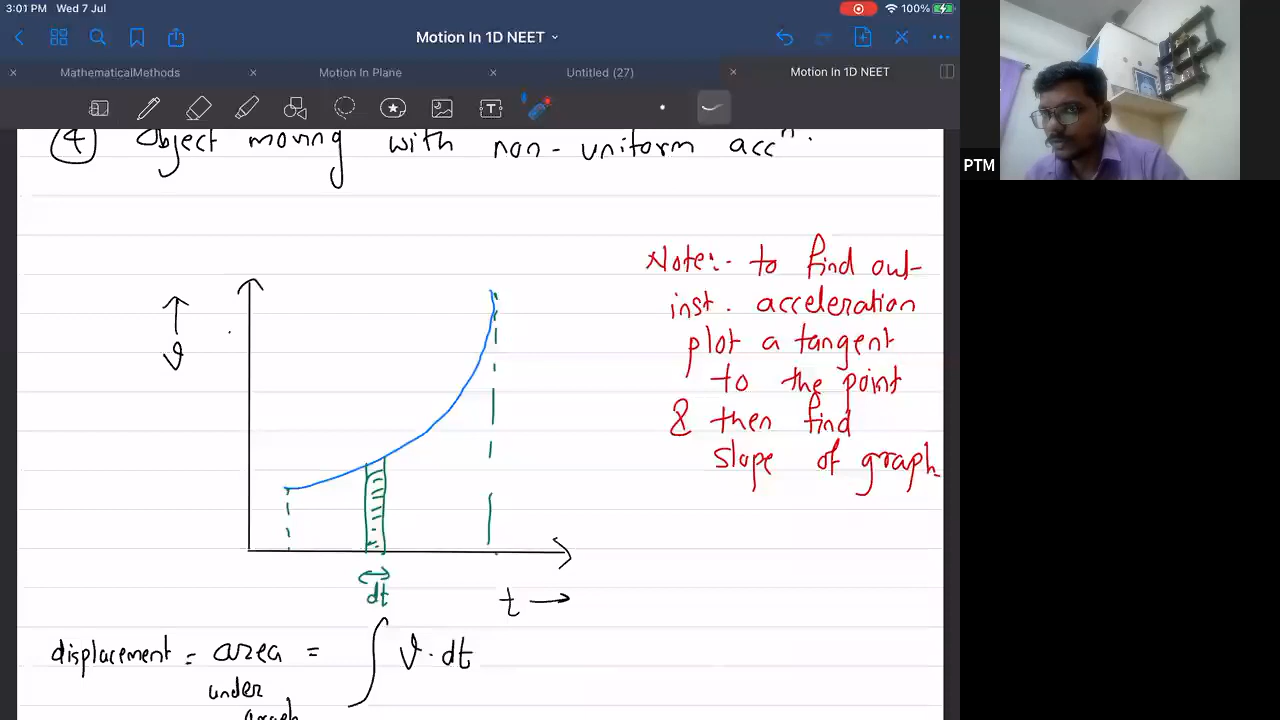 3:01 PM Wed 7 Jul
100%
Motion In 1D NEET
MathematicalMethods
Motion In Plane
Untitled (27)
Motion In 1D NEET
PTM
④ Object moving with non-uniform accⁿ.
Note:- to find out
inst. acceleration
plot a tangent
to the point
& then find
slope of graph
v
dt
t →
displacement = area = ∫ v·dt
under
graph